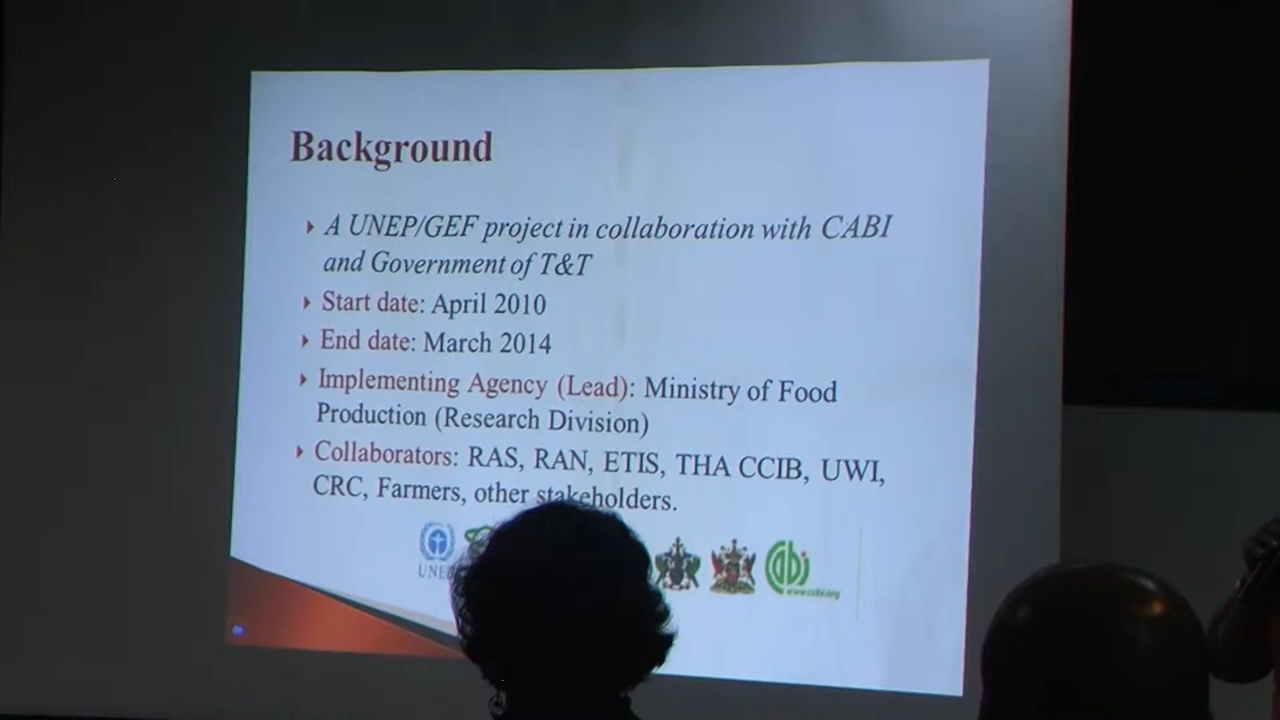 Background
A UNEP/GEF project in collaboration with CABI
and Government of T&T
Start date: April 2010
End date: March 2014
Implementing Agency (Lead): Ministry of Food
Production (Research Division)
Collaborators: RAS, RAN, ETIS, THA CCIB, UWI,
CRC, Farmers, other stakeholders.
cabi
www.cabi.org